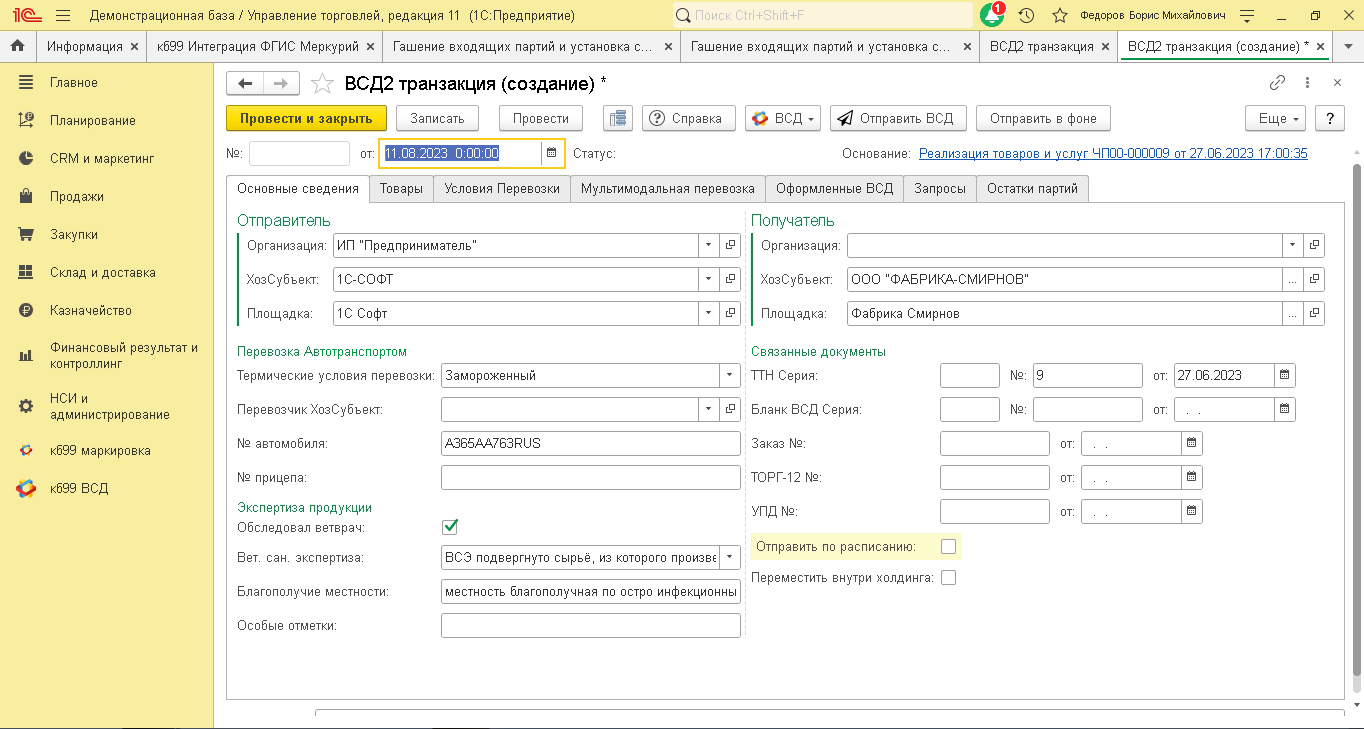 1С Демонстрационная база / Управление торговлей, редакция 11 (1С:Предприятие) Поиск Ctrl+Shift+F 1 Федоров Борис Михайлович
Информация × к699 Интеграция ФГИС Меркурий × Гашение входящих партий и установка с... × Гашение входящих партий и установка с... × ВСД2 транзакция × ВСД2 транзакция (создание) * ×
Главное
Планирование
CRM и маркетинг
Продажи
Закупки
Склад и доставка
Казначейство
Финансовый результат и
контроллинг
НСИ и
администрирование
к699 маркировка
к699 ВСД
ВСД2 транзакция (создание) *
Провести и закрыть Записать Провести Справка ВСД Отправить ВСД Отправить в фоне Еще ?
№: от: 11.08.2023 0:00:00 Статус: Основание: Реализация товаров и услуг ЧП00-000009 от 27.06.2023 17:00:35
Основные сведения Товары Условия Перевозки Мультимодальная перевозка Оформленные ВСД Запросы Остатки партий
Отправитель
Организация: ИП "Предприниматель"
ХозСубъект: 1С-СОФТ
Площадка: 1С Софт
Перевозка Автотранспортом
Термические условия перевозки: Замороженный
Перевозчик ХозСубъект:
№ автомобиля: А365АА763RUS
№ прицепа:
Экспертиза продукции
Обследовал ветврач:
Вет. сан. экспертиза: ВСЭ подвергнуто сырьё, из которого произве
Благополучие местности: местность благополучная по остро инфекционны
Особые отметки:
Получатель
Организация:
ХозСубъект: ООО "ФАБРИКА-СМИРНОВ" ...
Площадка: Фабрика Смирнов ...
Связанные документы
ТТН Серия: №: 9 от: 27.06.2023
Бланк ВСД Серия: №: от: . .
Заказ №: от: . .
ТОРГ-12 №: от: . .
УПД №: от: . .
Отправить по расписанию:
Переместить внутри холдинга: